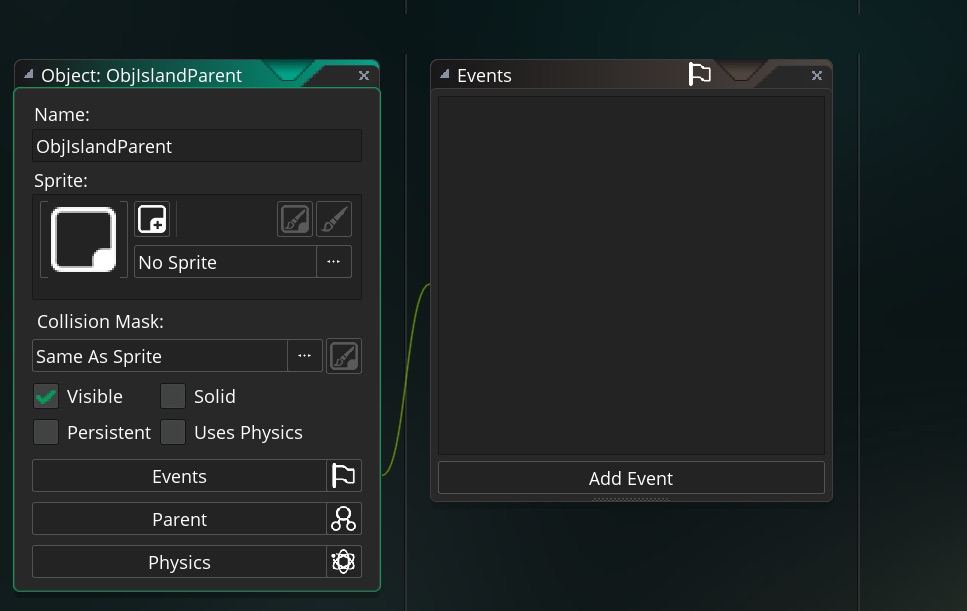 Object: ObjIslandParent
Name:
ObjIslandParent
Sprite:
No Sprite
...
Collision Mask:
Same As Sprite
...
Visible
Solid
Persistent
Uses Physics
Events
Parent
Physics
Events
Add Event